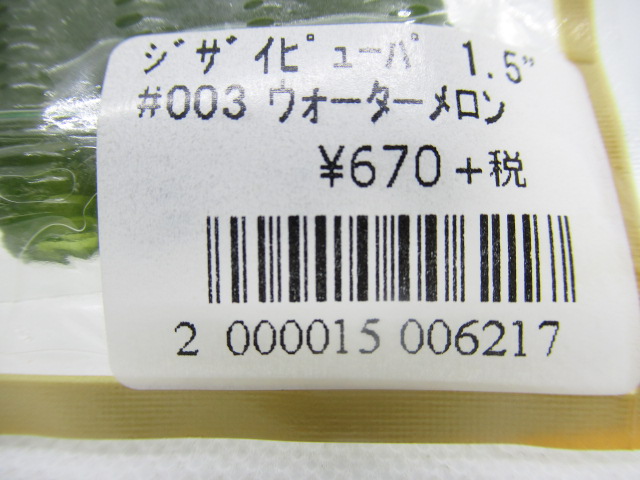 ｼﾞｻﾞｲﾋﾟｭｰﾊﾟ 1.5"
#003 ｳｫｰﾀｰﾒﾛﾝ
¥670+税
2 000015 006217